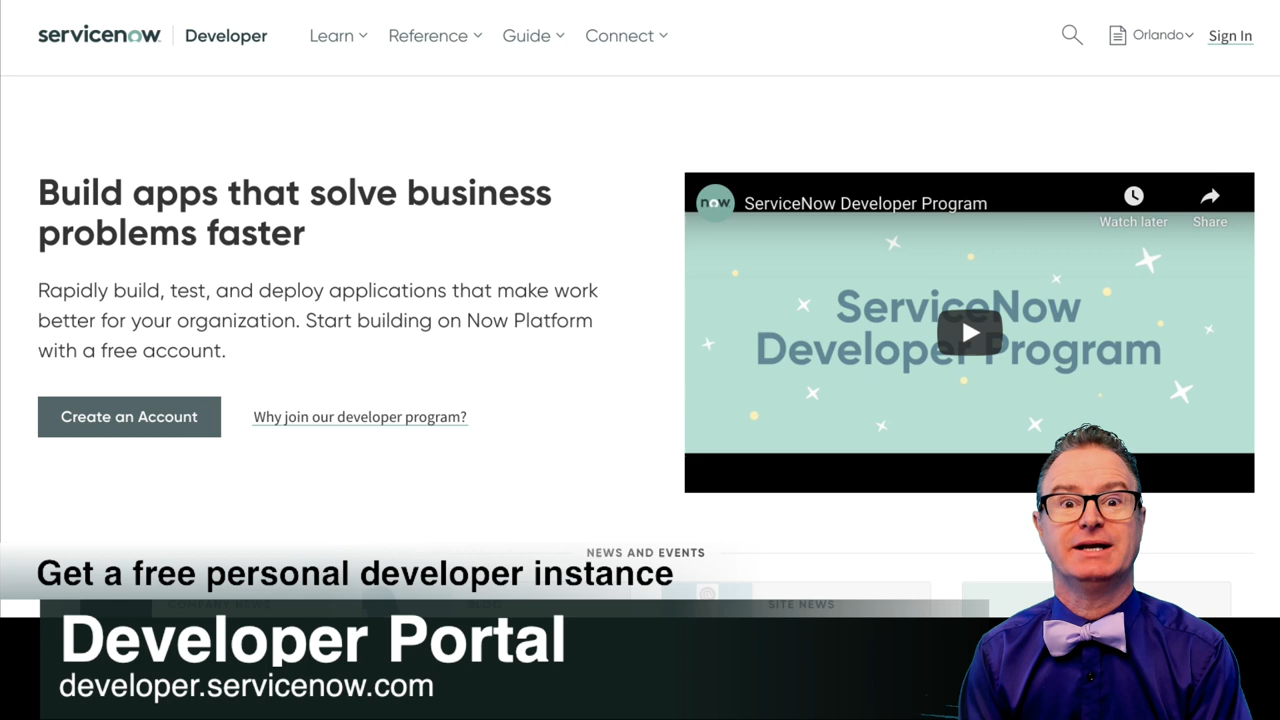 servicenow Developer Learn Reference Guide Connect Orlando Sign In
Build apps that solve business
problems faster
Rapidly build, test, and deploy applications that make work
better for your organization. Start building on Now Platform
with a free account.
Create an Account Why join our developer program?
now ServiceNow Developer Program Watch later Share
ServiceNow
Developer Program
NEWS AND EVENTS
Get a free personal developer instance
COMPANY NEWS BLOG SITE NEWS
Developer Portal
developer.servicenow.com